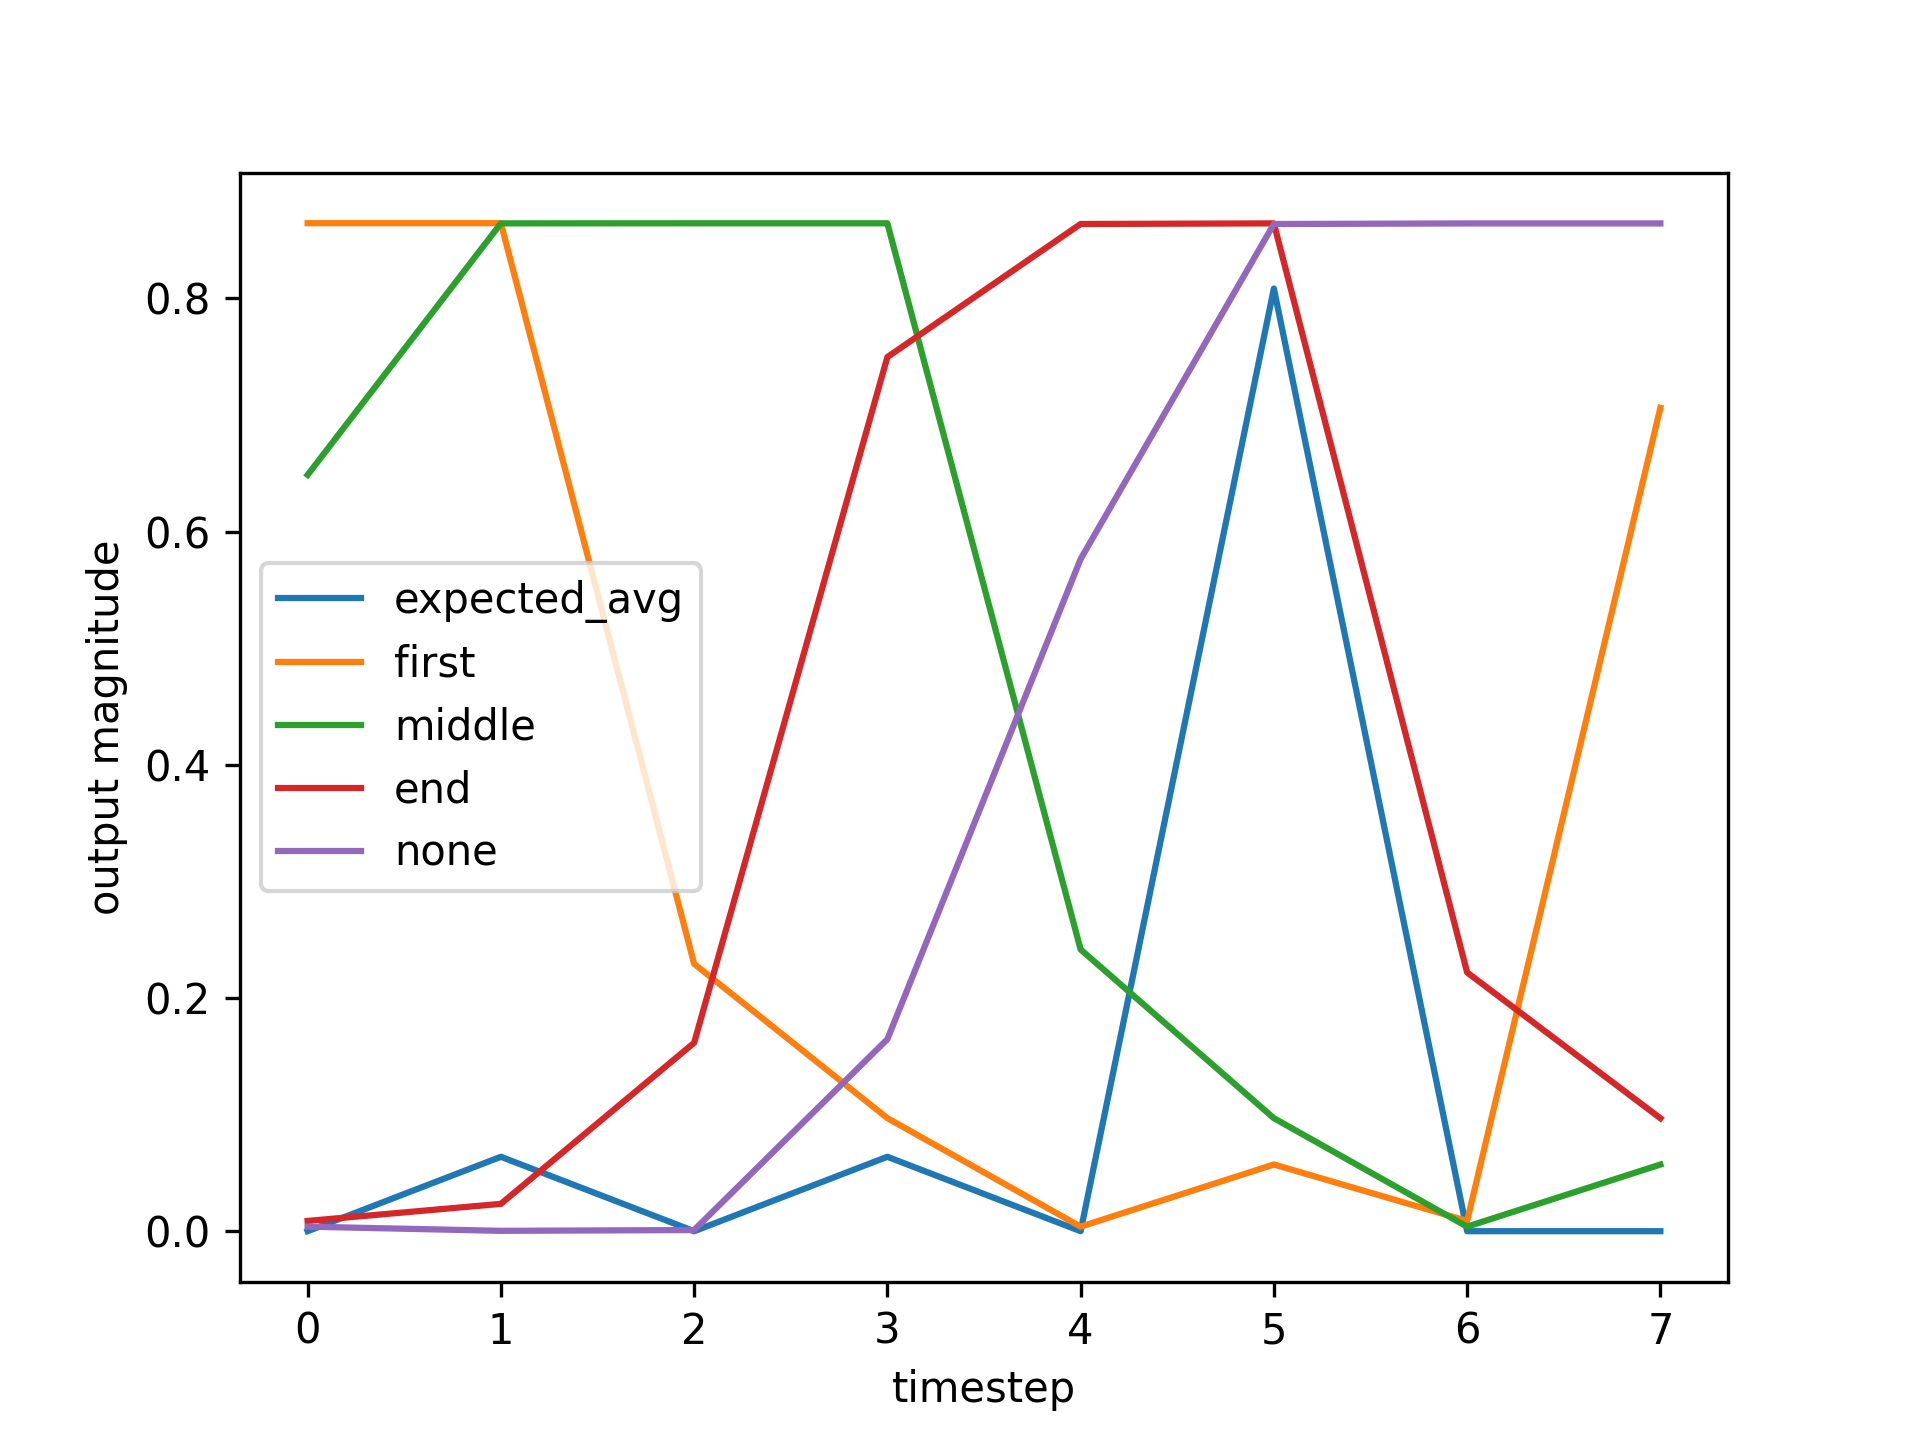 0.8
0.6
0.4
0.2
0.0
output magnitude
expected_avg
first
middle
end
none
0 1 2 3 4 5 6 7
timestep